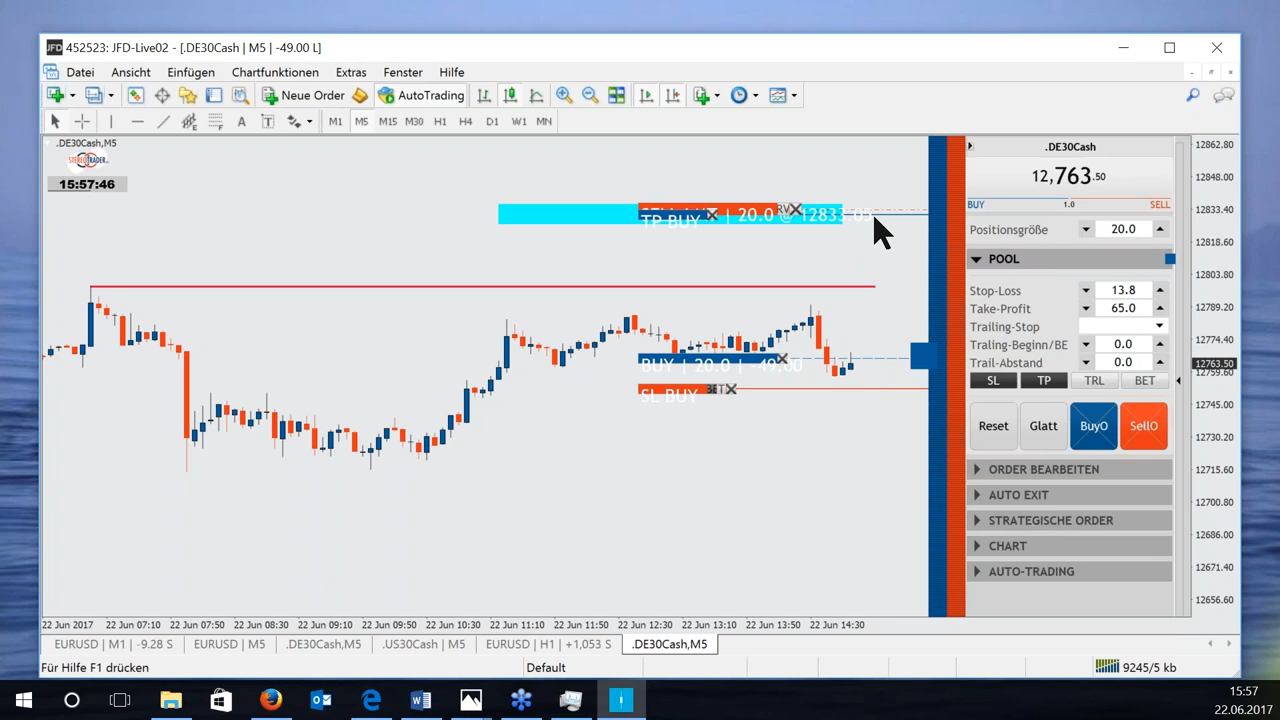 452523: JFD-Live02 - [.DE30Cash | M5 | -49.00 L]
Datei Ansicht Einfügen Chartfunktionen Extras Fenster Hilfe
Neue Order AutoTrading
A T M1 M5 M15 M30 H1 H4 D1 W1 MN
.DE30Cash,M5
STEREOTRADER
15:57:46
TP BUY | 20.0 @ 12833.05
BUY | 20.0 | -49.00
SL BUY BET
.DE30Cash
12,763.50
BUY 1.0 SELL
Positionsgröße 20.0
POOL
Stop-Loss 13.8
Take-Profit 65.0
Trailing-Stop
Traling-Beginn/BE 0.0
Trail-Abstand 0.0
SL TP TRL BET
Reset Glatt BuyO SellO
ORDER BEARBEITEN
AUTO EXIT
STRATEGISCHE ORDER
CHART
AUTO-TRADING
12862.80
12848.00
12833.40
12818.60
12803.80
12789.20
12774.40
12763.50
12759.60
12745.00
12730.20
12715.60
12700.80
12686.00
12671.40
12656.60
22 Jun 2017 22 Jun 07:10 22 Jun 07:50 22 Jun 08:30 22 Jun 09:10 22 Jun 09:50 22 Jun 10:30 22 Jun 11:10 22 Jun 11:50 22 Jun 12:30 22 Jun 13:10 22 Jun 13:50 22 Jun 14:30
EURUSD | M1 | -9.28 S EURUSD | M5 .DE30Cash,M5 .US30Cash | M5 EURUSD | H1 | +1,053 S .DE30Cash,M5
Für Hilfe F1 drücken Default 9245/5 kb
15:57
22.06.2017